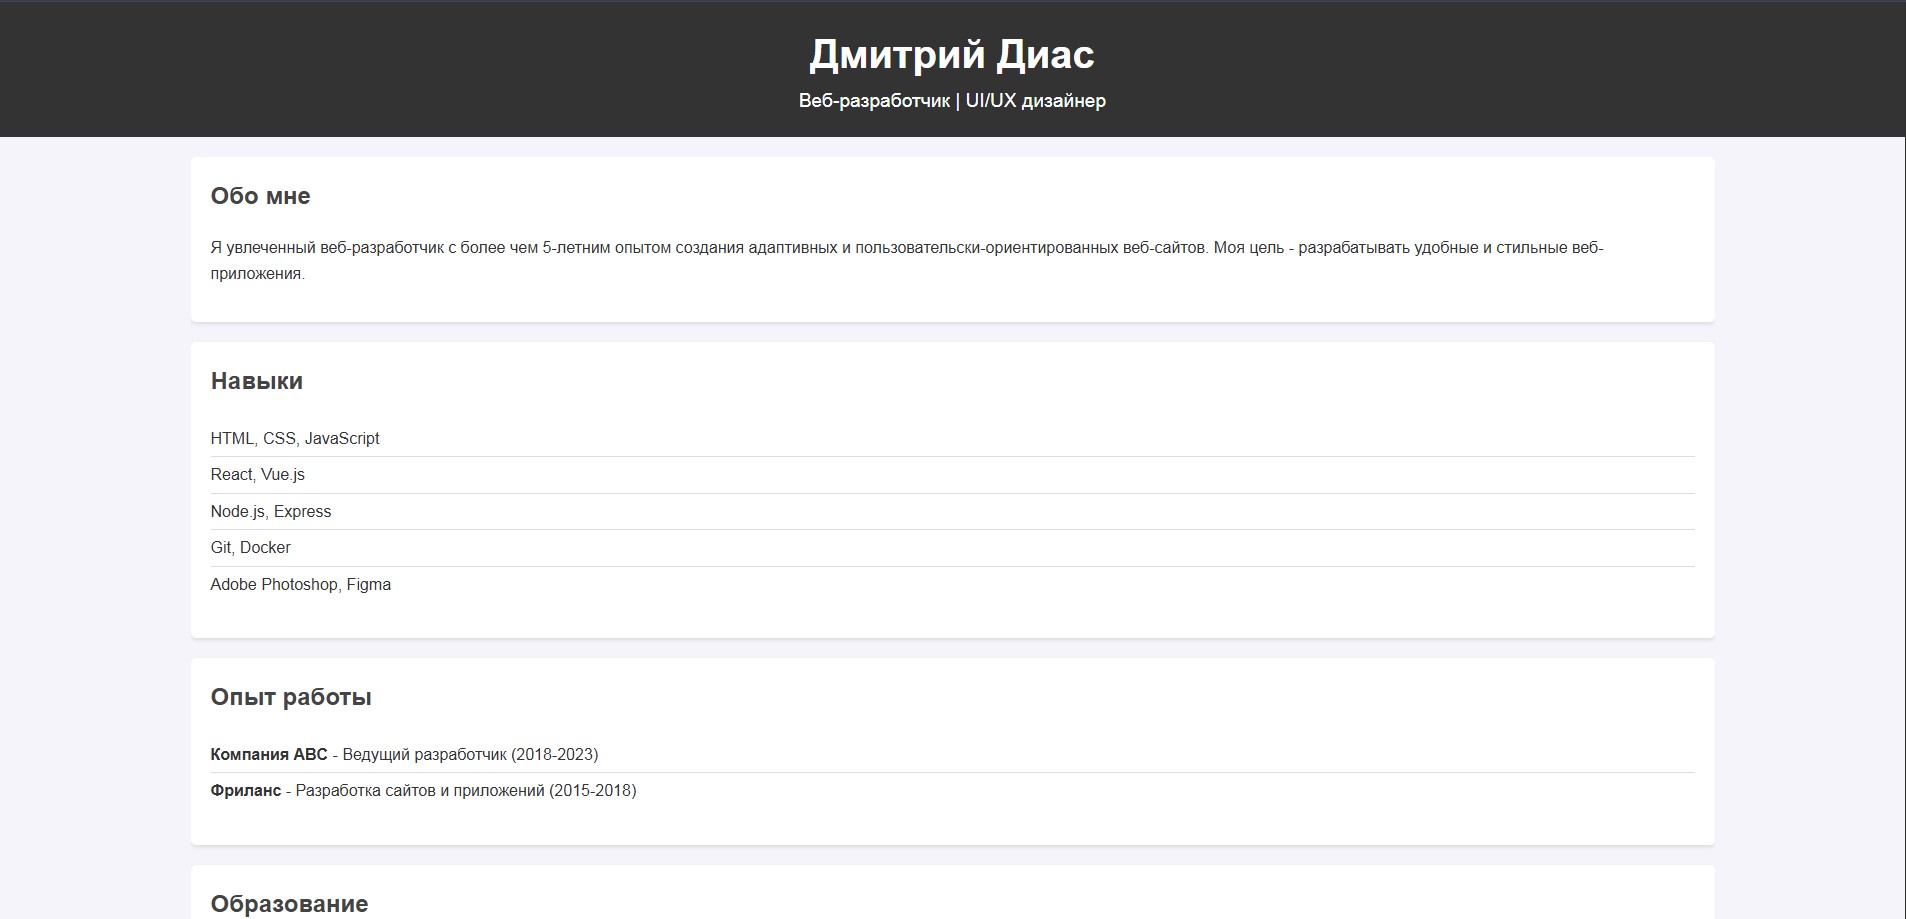 Дмитрий Диас
Веб-разработчик | UI/UX дизайнер
Обо мне
Я увлеченный веб-разработчик с более чем 5-летним опытом создания адаптивных и пользовательски-ориентированных веб-сайтов. Моя цель - разрабатывать удобные и стильные веб-
приложения.
Навыки
HTML, CSS, JavaScript
React, Vue.js
Node.js, Express
Git, Docker
Adobe Photoshop, Figma
Опыт работы
Компания ABC - Ведущий разработчик (2018-2023)
Фриланс - Разработка сайтов и приложений (2015-2018)
Образование